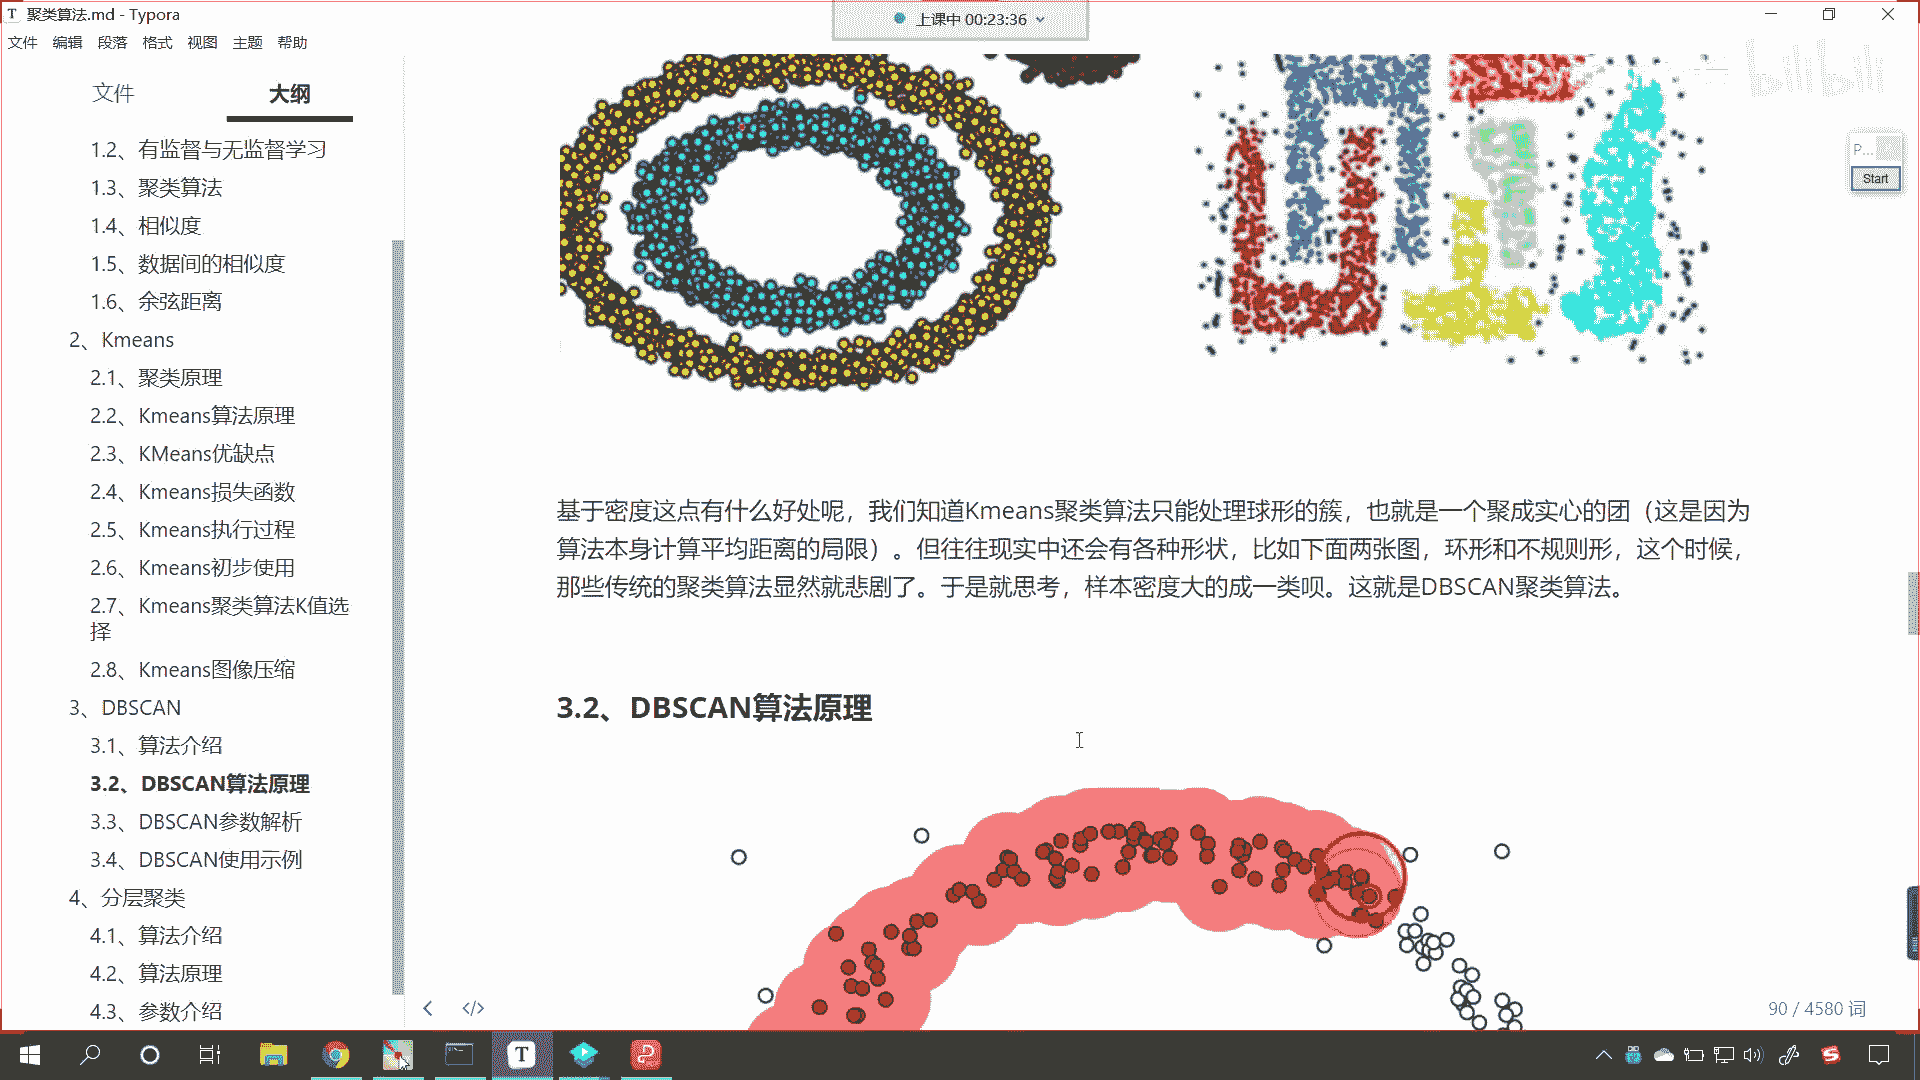 聚类算法.md - Typora
上课中 00:23:36
文件 编辑 段落 格式 视图 主题 帮助
bilibili
文件 大纲
P...
Start
1.2、有监督与无监督学习
1.3、聚类算法
1.4、相似度
1.5、数据间的相似度
1.6、余弦距离
2、Kmeans
2.1、聚类原理
2.2、Kmeans算法原理
2.3、KMeans优缺点
2.4、Kmeans损失函数
2.5、Kmeans执行过程
2.6、Kmeans初步使用
2.7、Kmeans聚类算法K值选
择
2.8、Kmeans图像压缩
3、DBSCAN
3.1、算法介绍
3.2、DBSCAN算法原理
3.3、DBSCAN参数解析
3.4、DBSCAN使用示例
4、分层聚类
4.1、算法介绍
4.2、算法原理
4.3、参数介绍
基于密度这点有什么好处呢，我们知道Kmeans聚类算法只能处理球形的簇，也就是一个聚成实心的团（这是因为
算法本身计算平均距离的局限）。但往往现实中还会有各种形状，比如下面两张图，环形和不规则形，这个时候，
那些传统的聚类算法显然就悲剧了。于是就思考，样本密度大的成一类呗。这就是DBSCAN聚类算法。
3.2、DBSCAN算法原理
90 / 4580 词